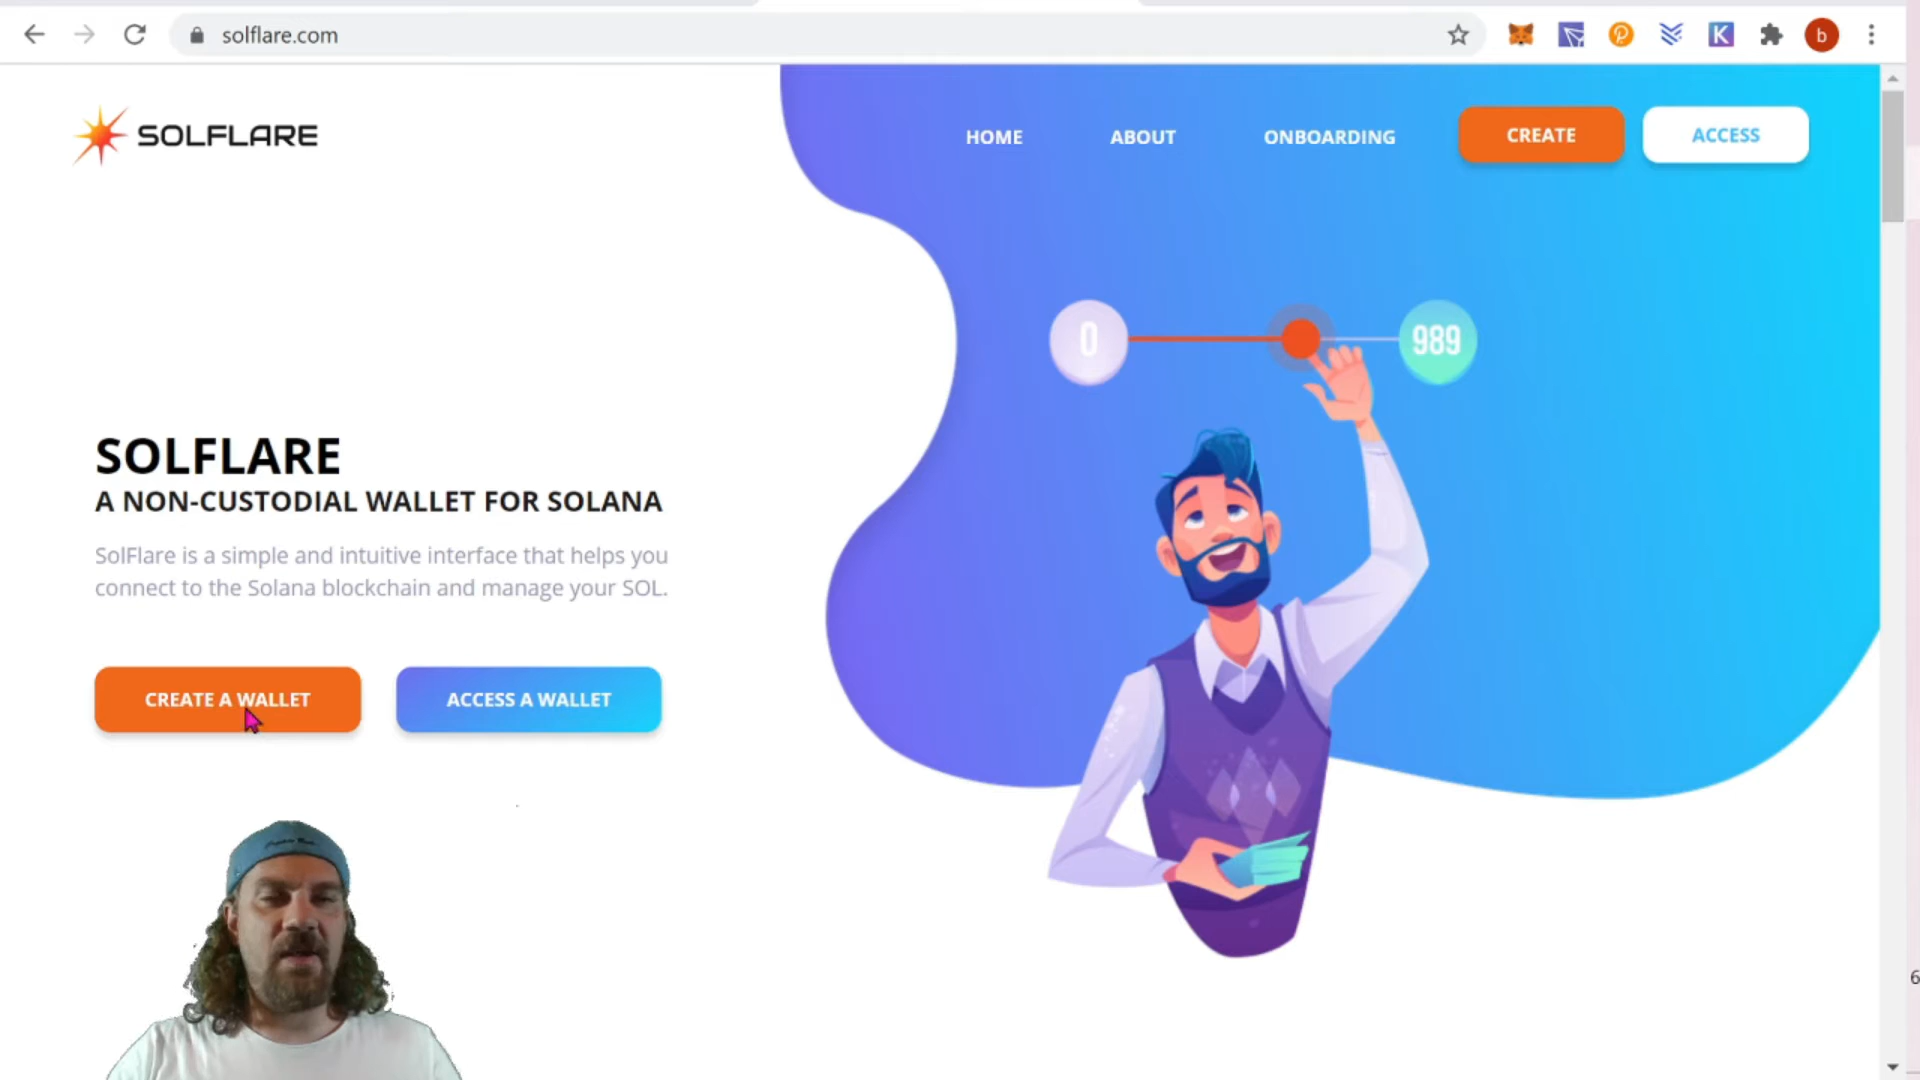 solflare.com
b
SOLFLARE
HOME
ABOUT
ONBOARDING
CREATE
ACCESS
0
989
SOLFLARE
A NON-CUSTODIAL WALLET FOR SOLANA
SolFlare is a simple and intuitive interface that helps you
connect to the Solana blockchain and manage your SOL.
CREATE A WALLET
ACCESS A WALLET
6